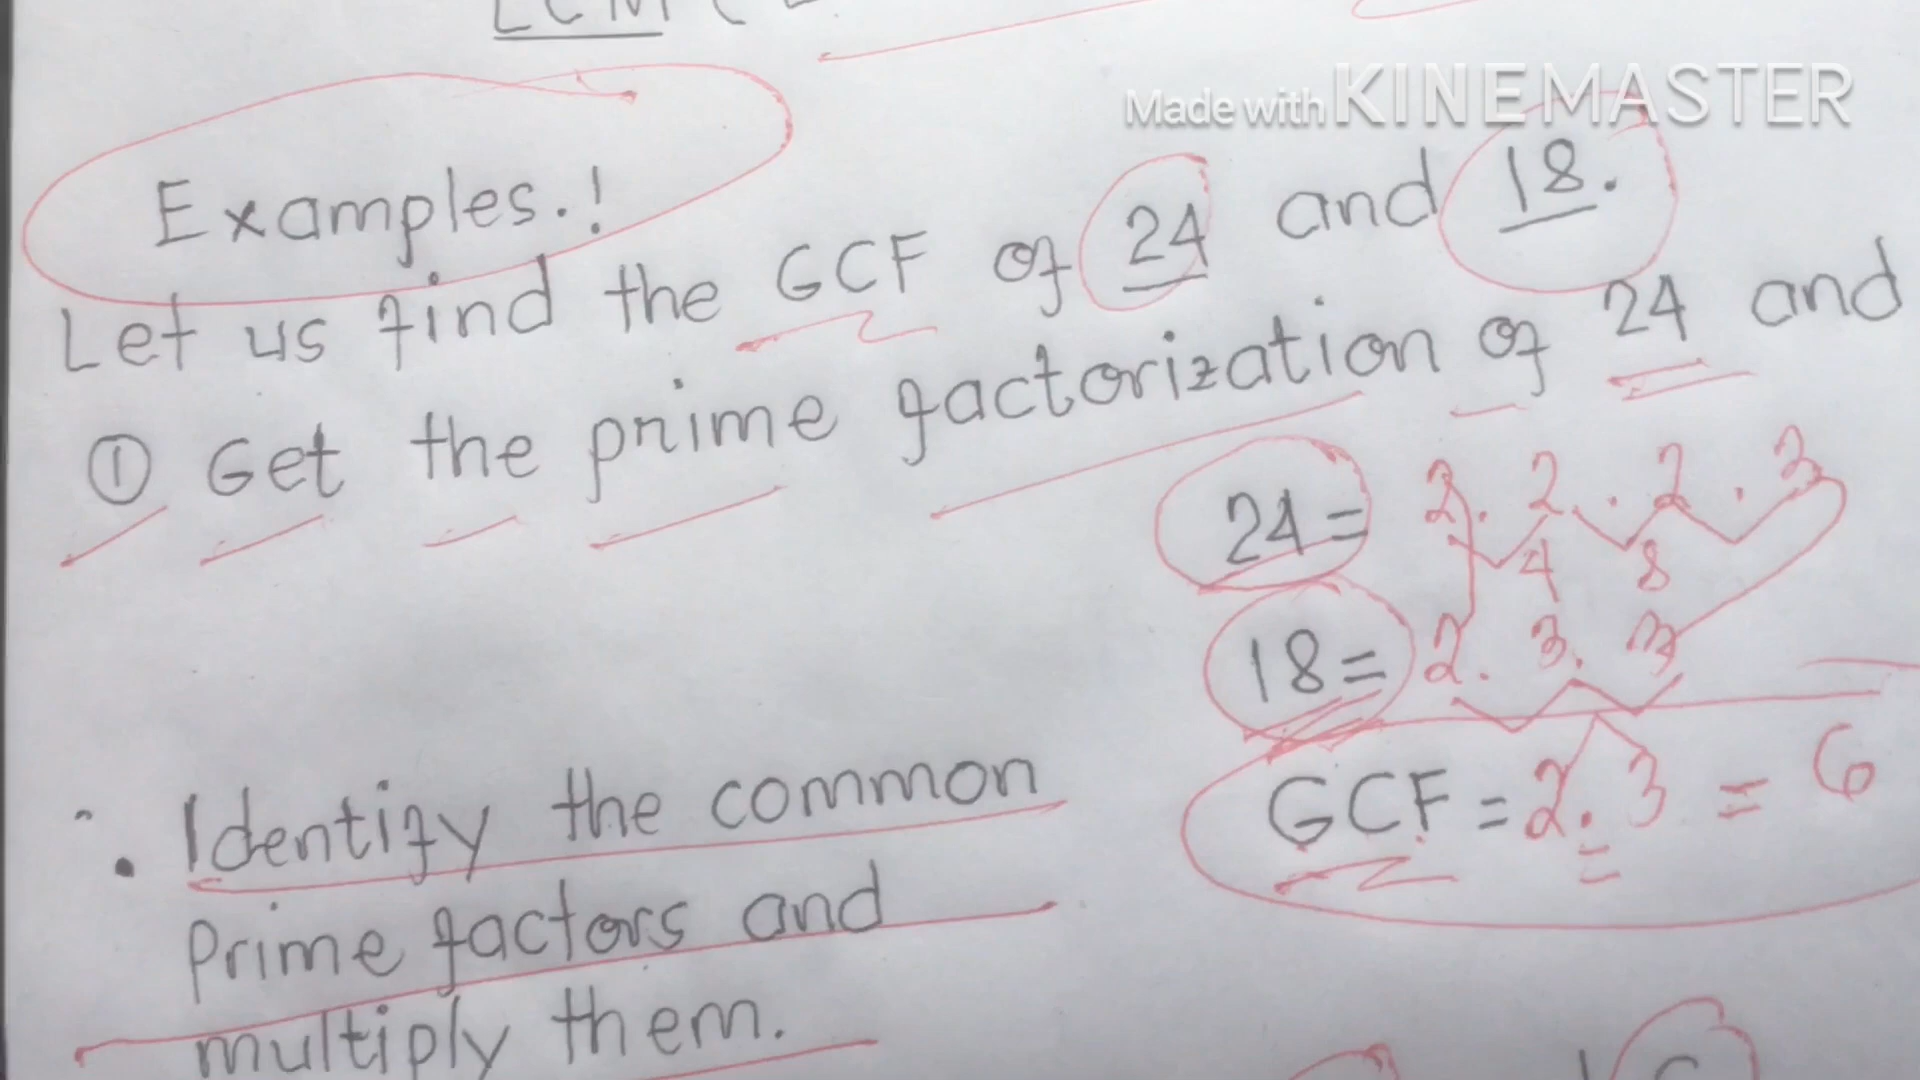 LCM (
Made with KINEMASTER
Examples.!
Let us find the GCF of 24 and 18.
① Get the prime factorization of 24 and
24 = 2 . 2 . 2 . 3
4 8
18 = 2 . 3 . 3
GCF = 2 . 3 = 6
. Identify the common
Prime factors and
multiply them.